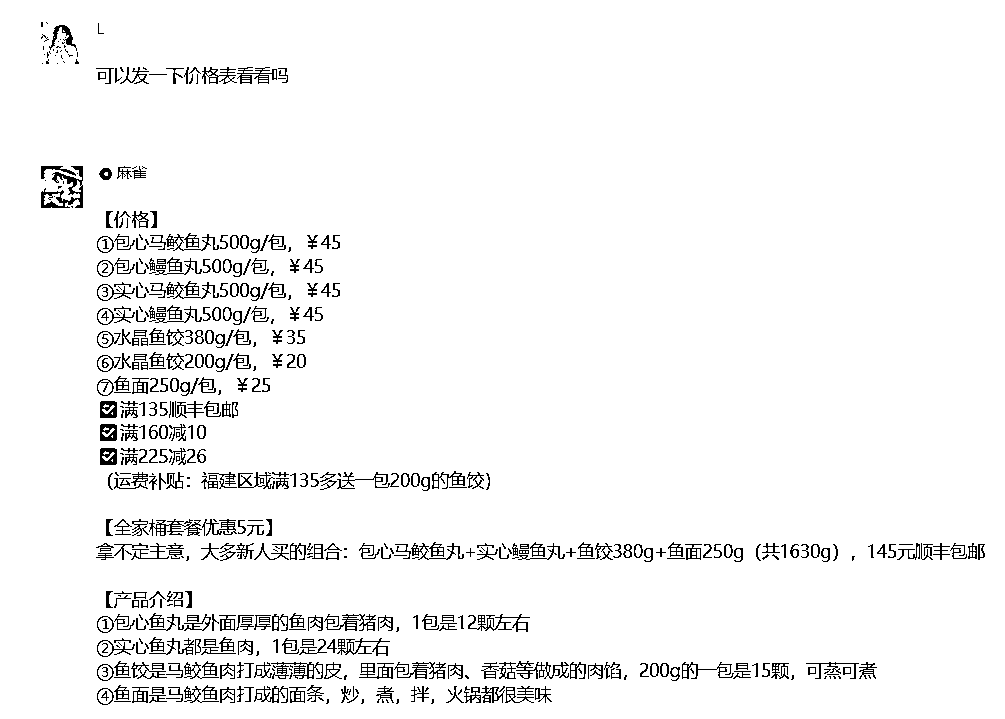 L
可以发一下价格表看看吗
麻雀
【价格】
①包心马鲛鱼丸500g/包，￥45
②包心鳗鱼丸500g/包，￥45
③实心马鲛鱼丸500g/包，￥45
④实心鳗鱼丸500g/包，￥45
⑤水晶鱼饺380g/包，￥35
⑥水晶鱼饺200g/包，￥20
⑦鱼面250g/包，￥25
✅满135顺丰包邮
✅满160减10
✅满225减26
（运费补贴：福建区域满135多送一包200g的鱼饺）
【全家桶套餐优惠5元】
拿不定主意，大多新人买的组合：包心马鲛鱼丸+实心鳗鱼丸+鱼饺380g+鱼面250g（共1630g），145元顺丰包邮
【产品介绍】
①包心鱼丸是外面厚厚的鱼肉包着猪肉，1包是12颗左右
②实心鱼丸都是鱼肉，1包是24颗左右
③鱼饺是马鲛鱼肉打成薄薄的皮，里面包着猪肉、香菇等做成的肉馅，200g的一包是15颗，可蒸可煮
④鱼面是马鲛鱼肉打成的面条，炒，煮，拌，火锅都很美味